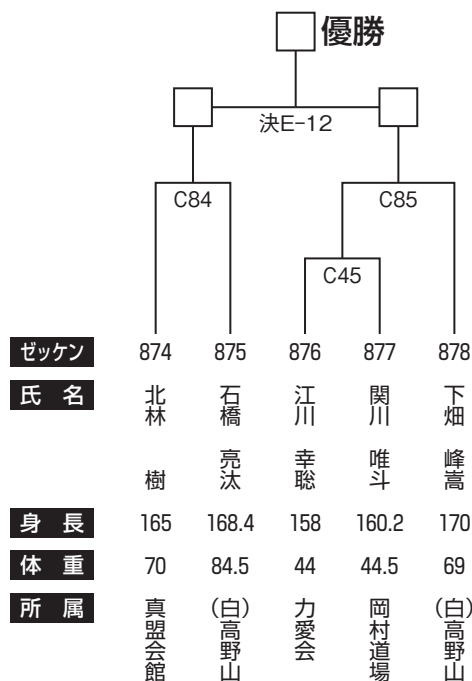 優勝
決E-12
C84 C85
C45
ゼッケン 874 875 876 877 878
氏名 北林 樹 石橋 亮汰 江川 幸聡 関川 唯斗 下畑 峰嵩
身長 165 168.4 158 160.2 170
体重 70 84.5 44 44.5 69
所属 真盟会館 (白)高野山 力愛会 岡村道場 (白)高野山